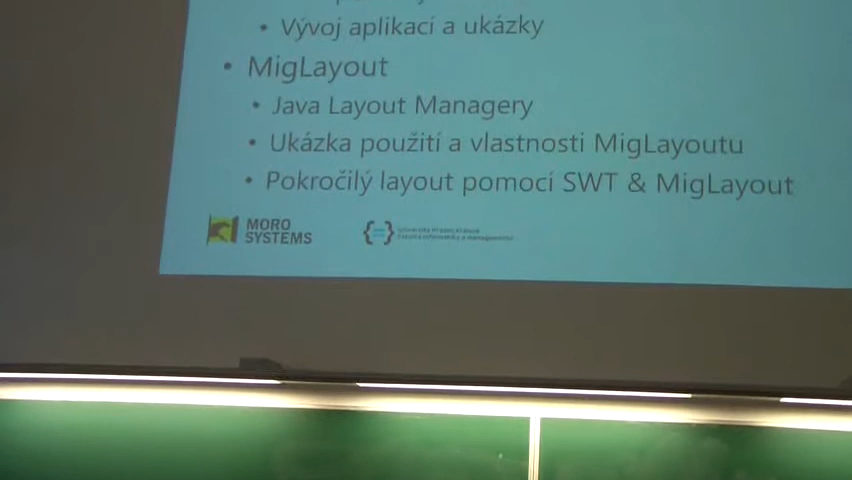 • Vývoj aplikací a ukázky
• MigLayout
• Java Layout Managery
• Ukázka použití a vlastnosti MigLayoutu
• Pokročilý layout pomocí SWT & MigLayout
MORO
SYSTEMS